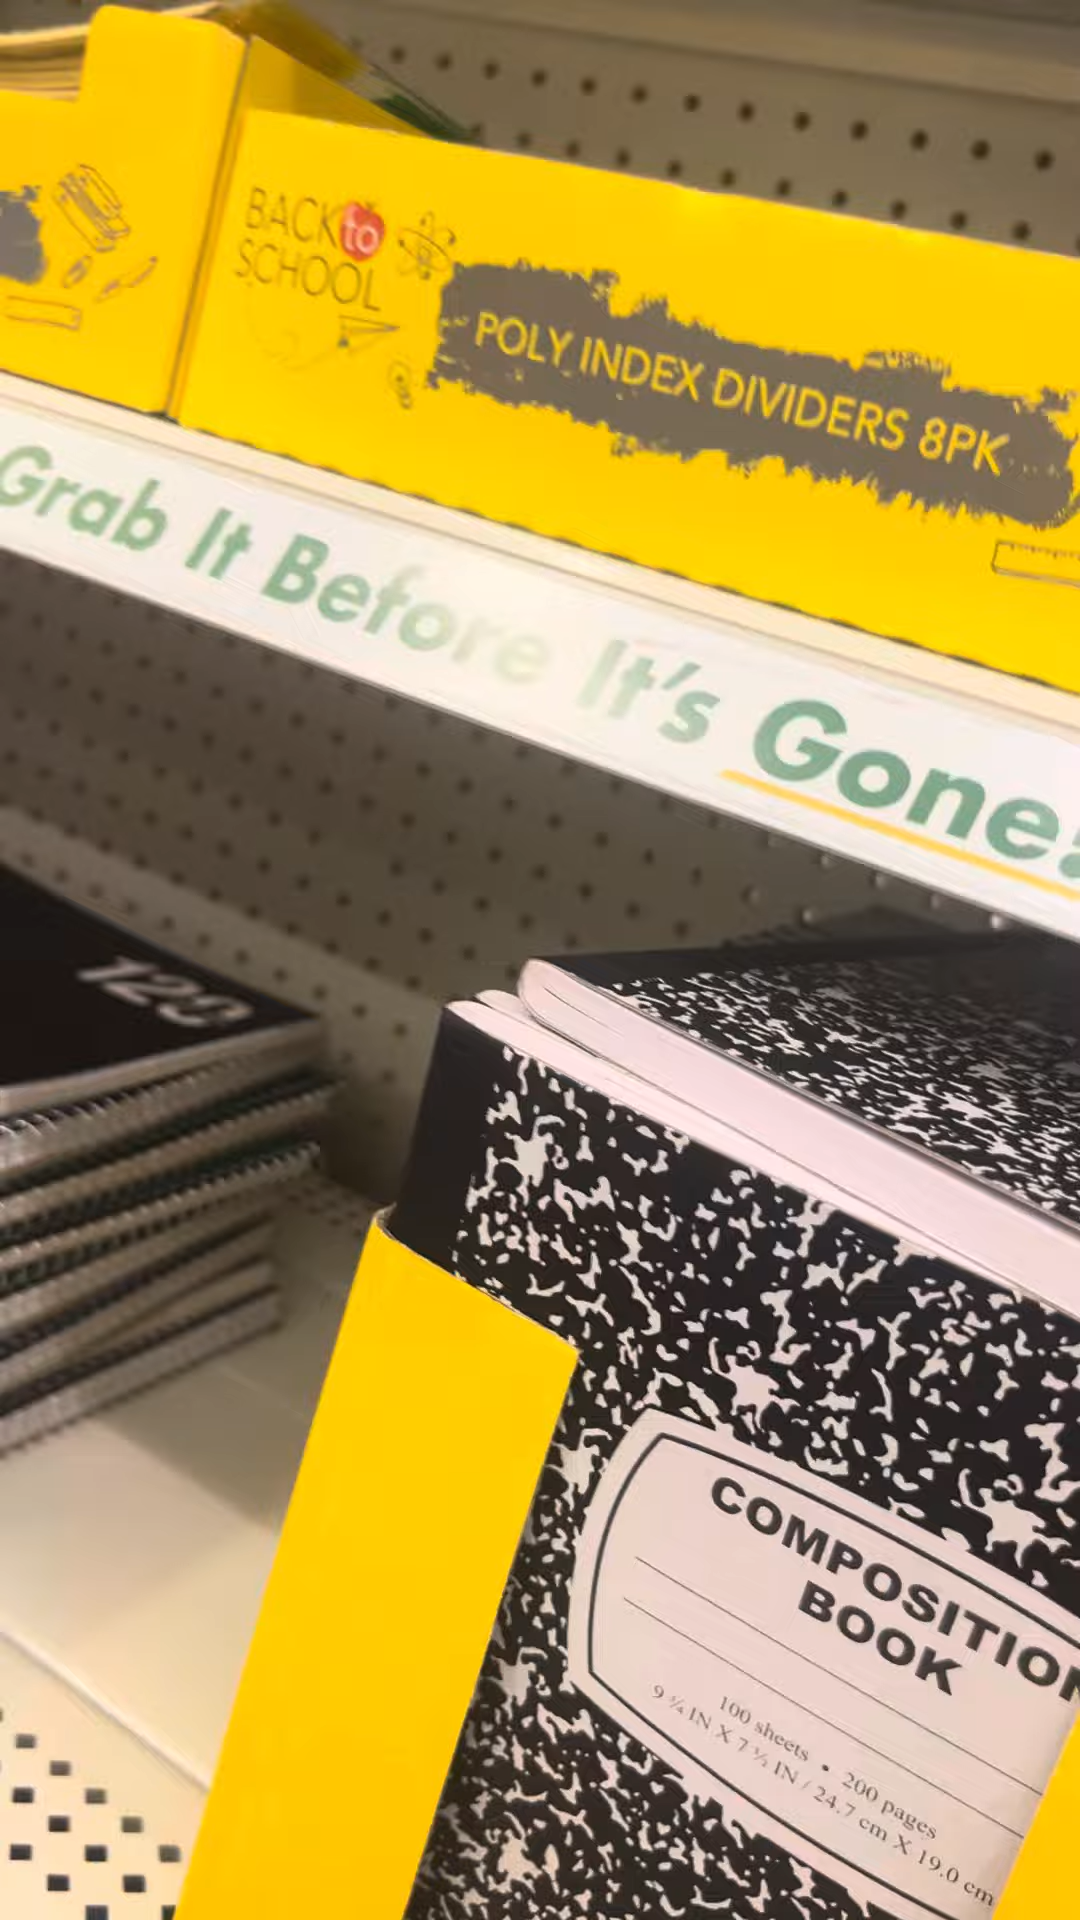 BACK to
SCHOOL
POLY INDEX DIVIDERS 8PK
Grab It Before It's Gone!
120
COMPOSITION
BOOK
100 sheets • 200 pages
9 ¾ IN X 7 ½ IN / 24.7 cm X 19.0 cm